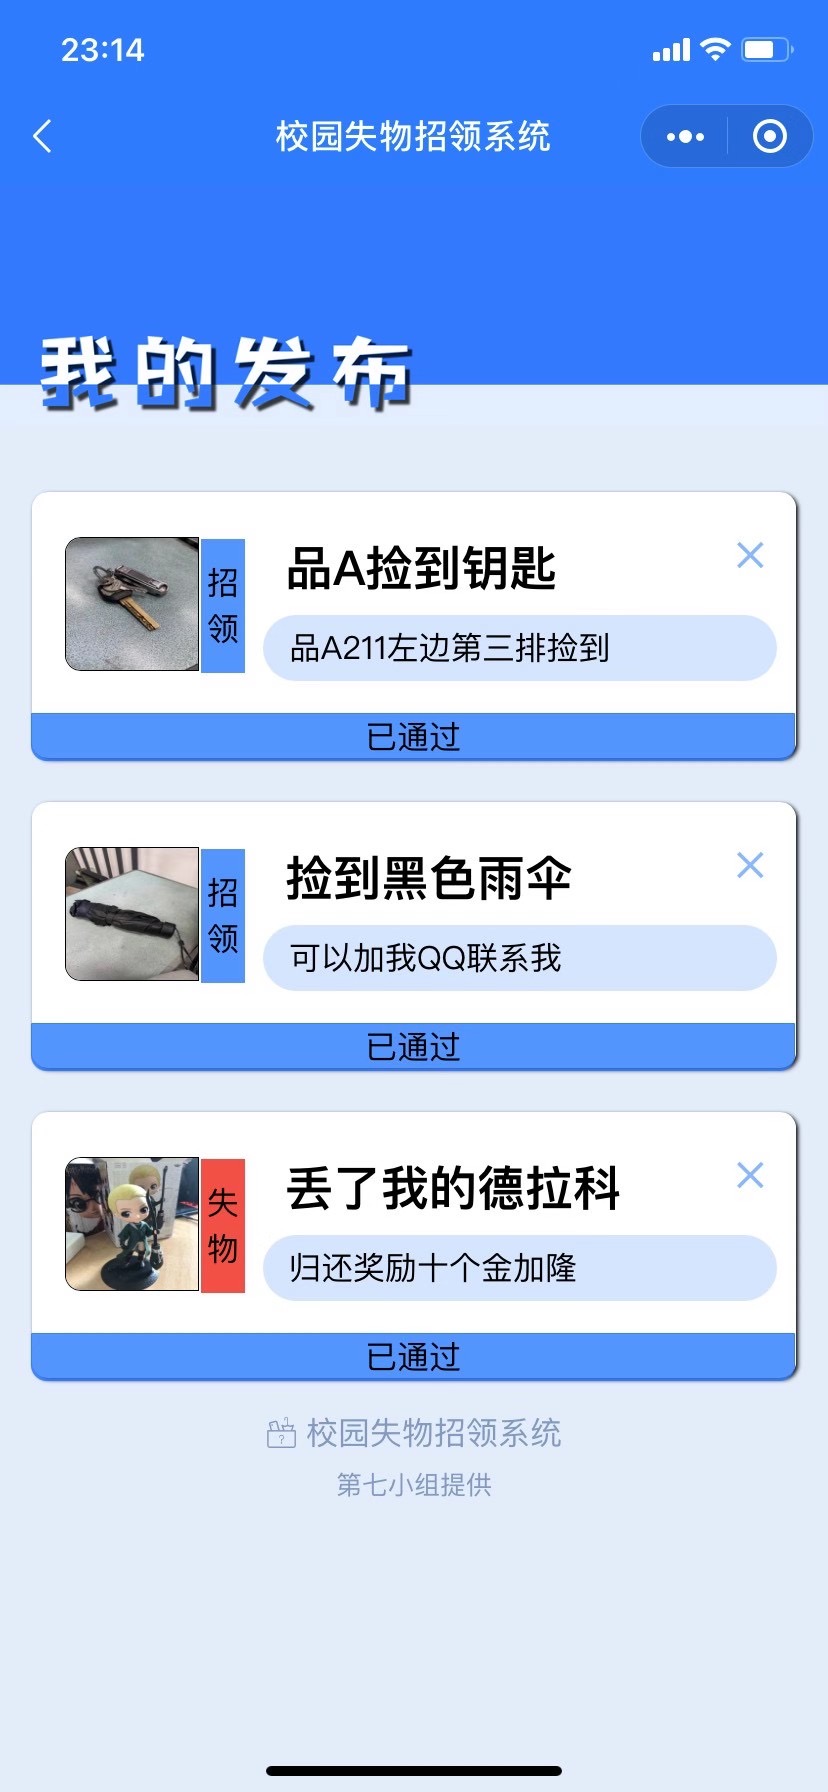 23:14
校园失物招领系统
我的发布
招领
品A捡到钥匙
品A211左边第三排捡到
已通过
招领
捡到黑色雨伞
可以加我QQ联系我
已通过
失物
丢了我的德拉科
归还奖励十个金加隆
已通过
校园失物招领系统
第七小组提供